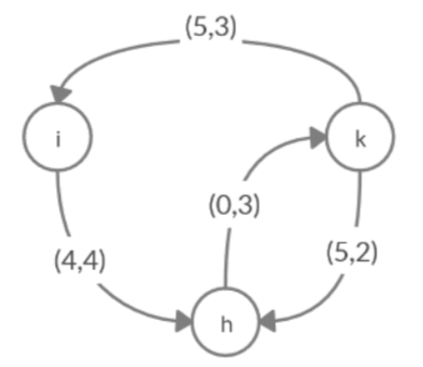 (5,3)
i
k
(0,3)
(4,4)
(5,2)
h